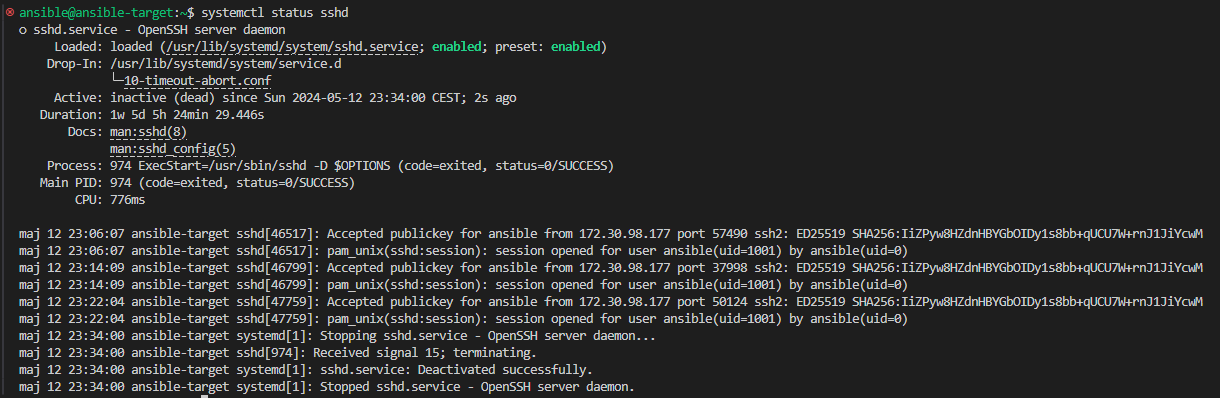 ansible@ansible-target:~$ systemctl status sshd
○ sshd.service - OpenSSH server daemon
Loaded: loaded (/usr/lib/systemd/system/sshd.service; enabled; preset: enabled)
Drop-In: /usr/lib/systemd/system/service.d
└─10-timeout-abort.conf
Active: inactive (dead) since Sun 2024-05-12 23:34:00 CEST; 2s ago
Duration: 1w 5d 5h 24min 29.446s
Docs: man:sshd(8)
man:sshd_config(5)
Process: 974 ExecStart=/usr/sbin/sshd -D $OPTIONS (code=exited, status=0/SUCCESS)
Main PID: 974 (code=exited, status=0/SUCCESS)
CPU: 776ms
maj 12 23:06:07 ansible-target sshd[46517]: Accepted publickey for ansible from 172.30.98.177 port 57490 ssh2: ED25519 SHA256:IiZPyw8HZdnHBYGbOIDy1s8bb+qUCU7W+rnJ1JiYcwM
maj 12 23:06:07 ansible-target sshd[46517]: pam_unix(sshd:session): session opened for user ansible(uid=1001) by ansible(uid=0)
maj 12 23:14:09 ansible-target sshd[46799]: Accepted publickey for ansible from 172.30.98.177 port 37998 ssh2: ED25519 SHA256:IiZPyw8HZdnHBYGbOIDy1s8bb+qUCU7W+rnJ1JiYcwM
maj 12 23:14:09 ansible-target sshd[46799]: pam_unix(sshd:session): session opened for user ansible(uid=1001) by ansible(uid=0)
maj 12 23:22:04 ansible-target sshd[47759]: Accepted publickey for ansible from 172.30.98.177 port 50124 ssh2: ED25519 SHA256:IiZPyw8HZdnHBYGbOIDy1s8bb+qUCU7W+rnJ1JiYcwM
maj 12 23:22:04 ansible-target sshd[47759]: pam_unix(sshd:session): session opened for user ansible(uid=1001) by ansible(uid=0)
maj 12 23:34:00 ansible-target systemd[1]: Stopping sshd.service - OpenSSH server daemon...
maj 12 23:34:00 ansible-target sshd[974]: Received signal 15; terminating.
maj 12 23:34:00 ansible-target systemd[1]: sshd.service: Deactivated successfully.
maj 12 23:34:00 ansible-target systemd[1]: Stopped sshd.service - OpenSSH server daemon.